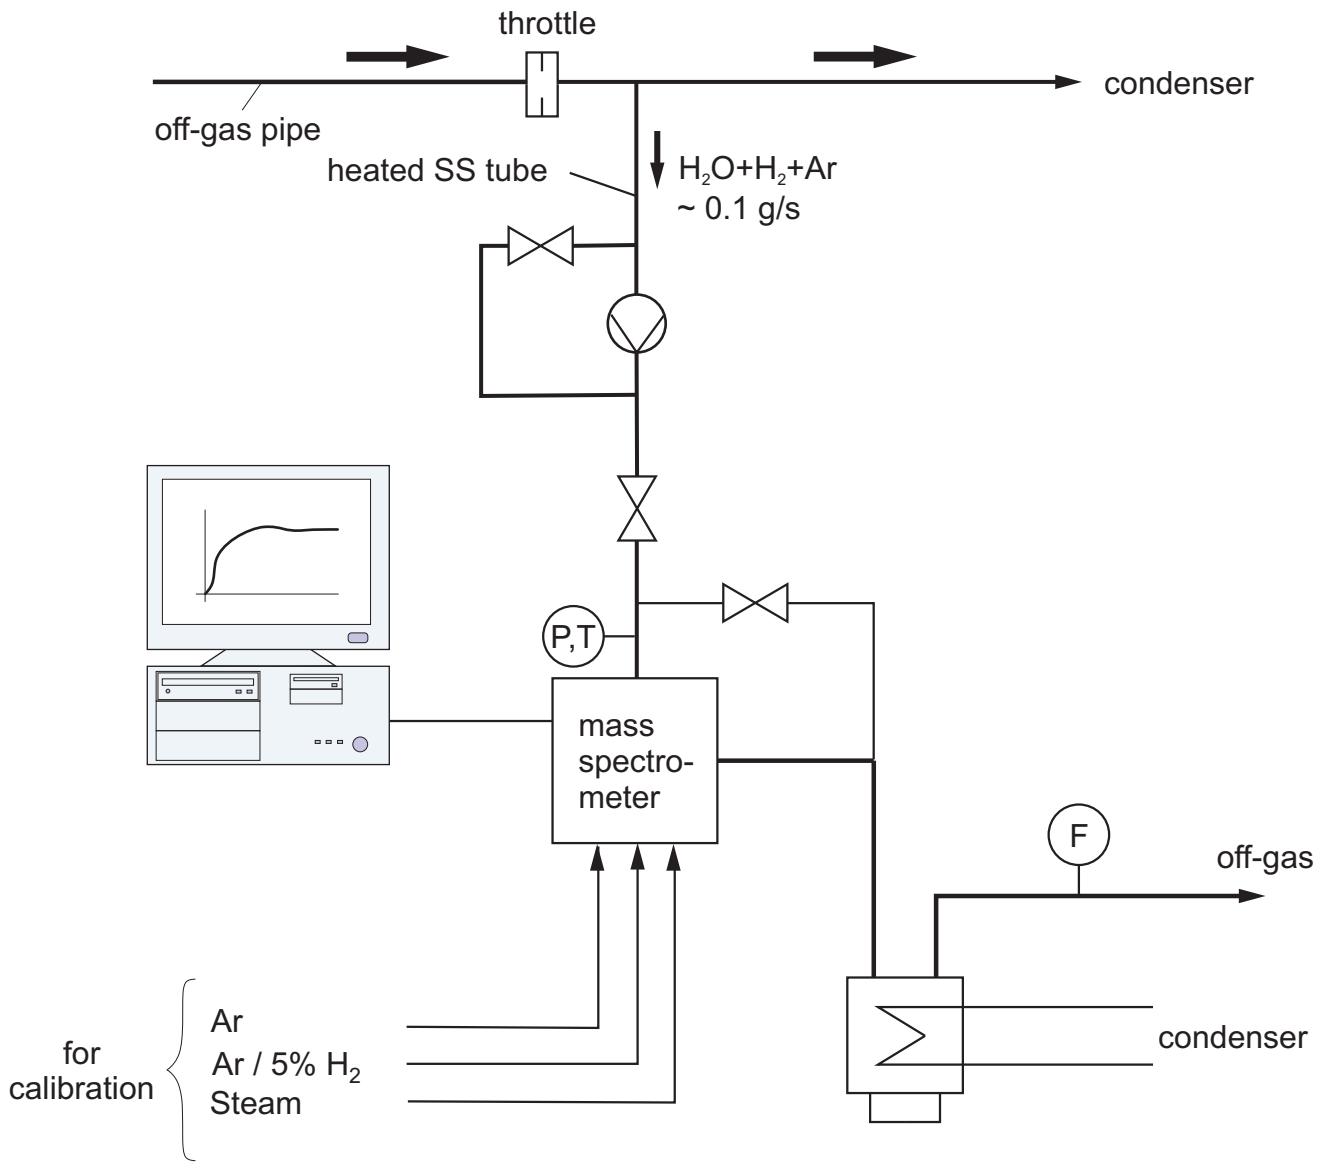 throttle
condenser
off-gas pipe
heated SS tube
H₂O+H₂+Ar
~ 0.1 g/s
P,T
mass
spectro-
meter
F
off-gas
Ar
Ar / 5% H₂
Steam
for
calibration
condenser